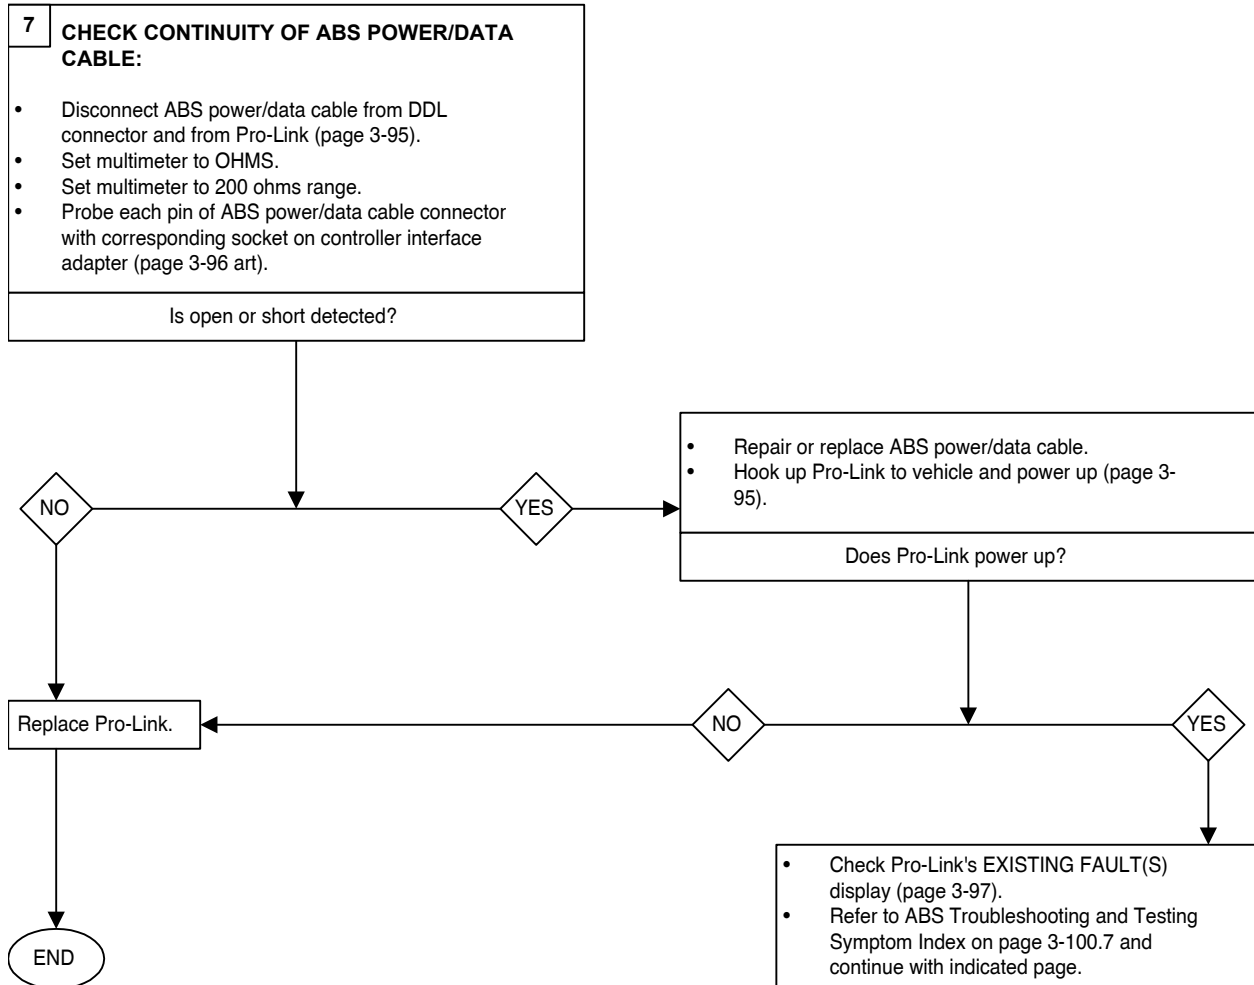 7
CHECK CONTINUITY OF ABS POWER/DATA
CABLE:
• Disconnect ABS power/data cable from DDL
connector and from Pro-Link (page 3-95).
• Set multimeter to OHMS.
• Set multimeter to 200 ohms range.
• Probe each pin of ABS power/data cable connector
with corresponding socket on controller interface
adapter (page 3-96 art).
Is open or short detected?
NO
YES
• Repair or replace ABS power/data cable.
• Hook up Pro-Link to vehicle and power up (page 3-
95).
Does Pro-Link power up?
Replace Pro-Link.
NO
YES
• Check Pro-Link's EXISTING FAULT(S)
display (page 3-97).
• Refer to ABS Troubleshooting and Testing
Symptom Index on page 3-100.7 and
continue with indicated page.
END